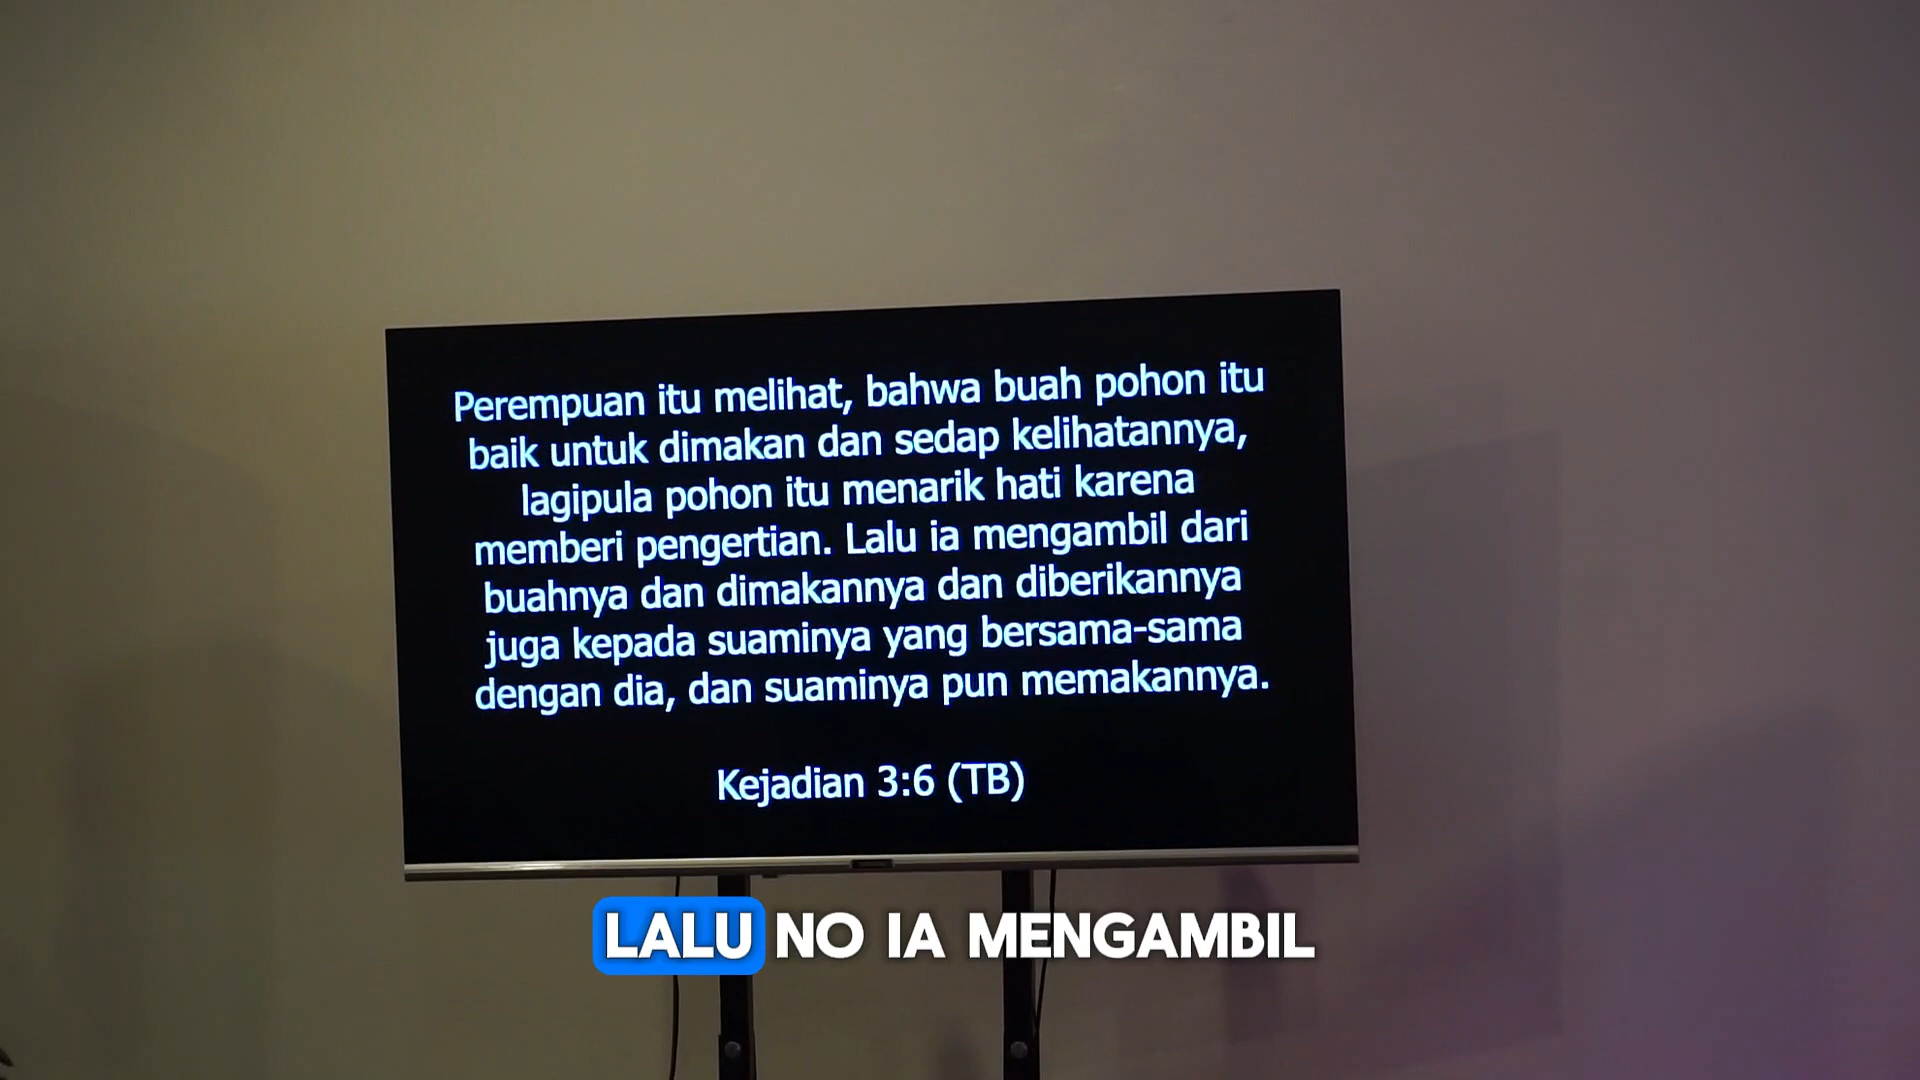 Perempuan itu melihat, bahwa buah pohon itu
baik untuk dimakan dan sedap kelihatannya,
lagipula pohon itu menarik hati karena
memberi pengertian. Lalu ia mengambil dari
buahnya dan dimakannya dan diberikannya
juga kepada suaminya yang bersama-sama
dengan dia, dan suaminya pun memakannya.
Kejadian 3:6 (TB)
LALU NO IA MENGAMBIL